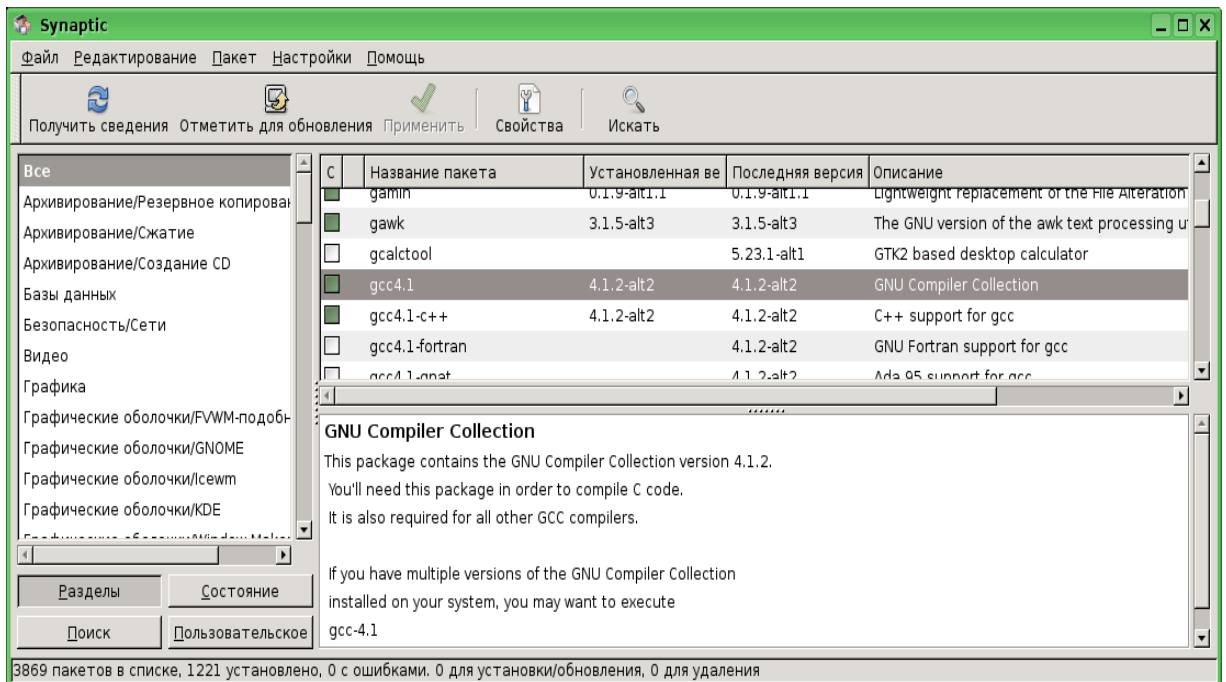 Synaptic
Файл Редактирование Пакет Настройки Помощь
Получить сведения Отметить для обновления Применить Свойства Искать
Все
Архивирование/Резервное копирован
Архивирование/Сжатие
Архивирование/Создание CD
Базы данных
Безопасность/Сети
Видео
Графика
Графические оболочки/FVWM-подобн
Графические оболочки/GNOME
Графические оболочки/Icewm
Графические оболочки/KDE
Графические оболочки/Window Maker
Разделы Состояние
Поиск Пользовательское
С Название пакета Установленная ве Последняя версия Описание
gamin 0.1.9-alt1.1 0.1.9-alt1.1 Lightweight replacement of the File Alteration
gawk 3.1.5-alt3 3.1.5-alt3 The GNU version of the awk text processing u
gcalctool 5.23.1-alt1 GTK2 based desktop calculator
gcc4.1 4.1.2-alt2 4.1.2-alt2 GNU Compiler Collection
gcc4.1-c++ 4.1.2-alt2 4.1.2-alt2 C++ support for gcc
gcc4.1-fortran 4.1.2-alt2 GNU Fortran support for gcc
gcc4.1-gnat 4.1.2-alt2 Ada 95 support for gcc
GNU Compiler Collection
This package contains the GNU Compiler Collection version 4.1.2.
You'll need this package in order to compile C code.
It is also required for all other GCC compilers.
If you have multiple versions of the GNU Compiler Collection
installed on your system, you may want to execute
gcc-4.1
3869 пакетов в списке, 1221 установлено, 0 с ошибками. 0 для установки/обновления, 0 для удаления